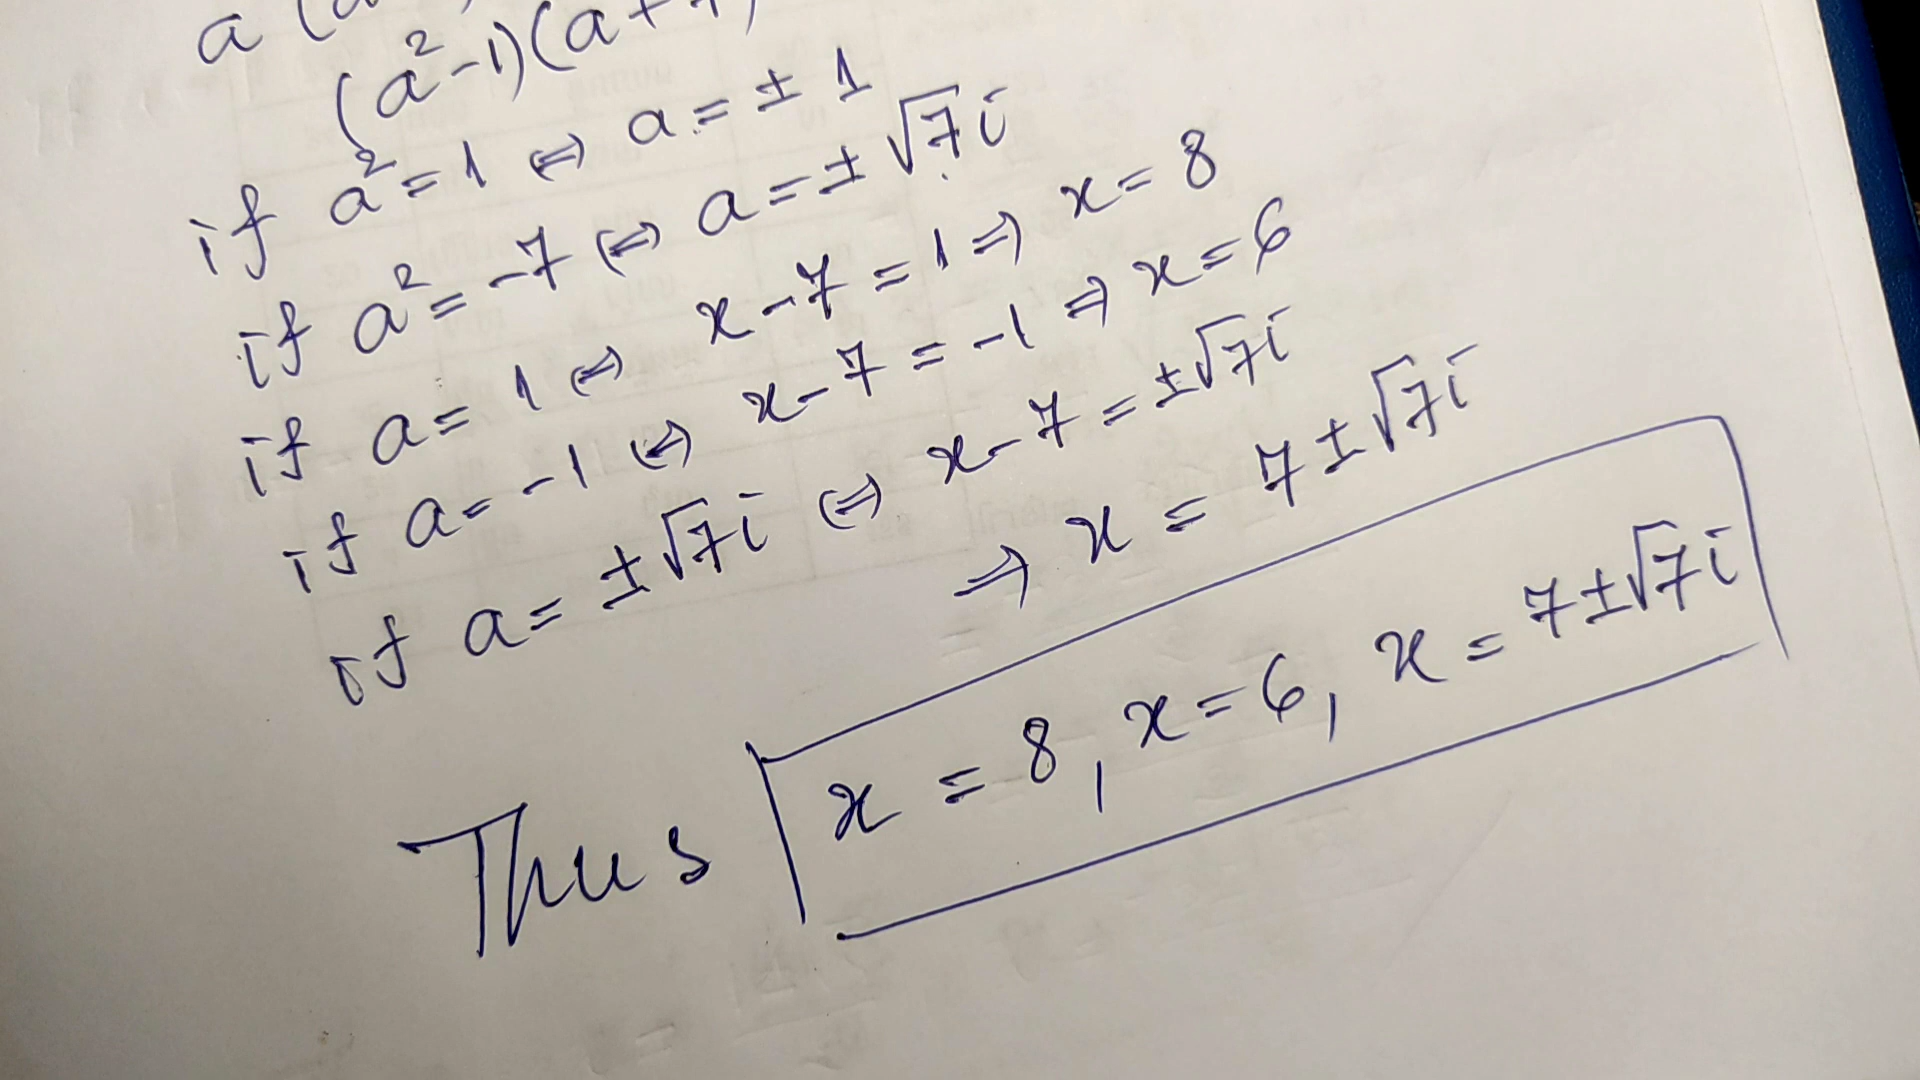 a (a
(a²-1)(a+7
if a²=1 ⇔ a=±1
if a²=-7 ⇔ a=±√7i
if a=1 ⇔ x-7=1 ⇒ x=8
if a=-1 ⇔ x-7=-1 ⇒ x=6
if a=±√7i ⇔ x-7=±√7i
⇒ x=7±√7i
Thus x=8, x=6, x=7±√7i